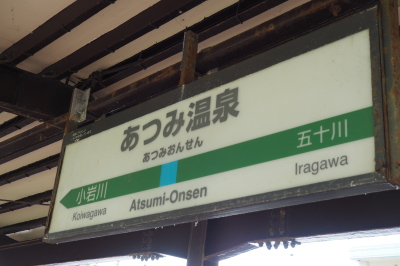 あつみ温泉
あつみおんせん
小岩川
五十川
Koiwagawa
Atsumi-Onsen
Iragawa